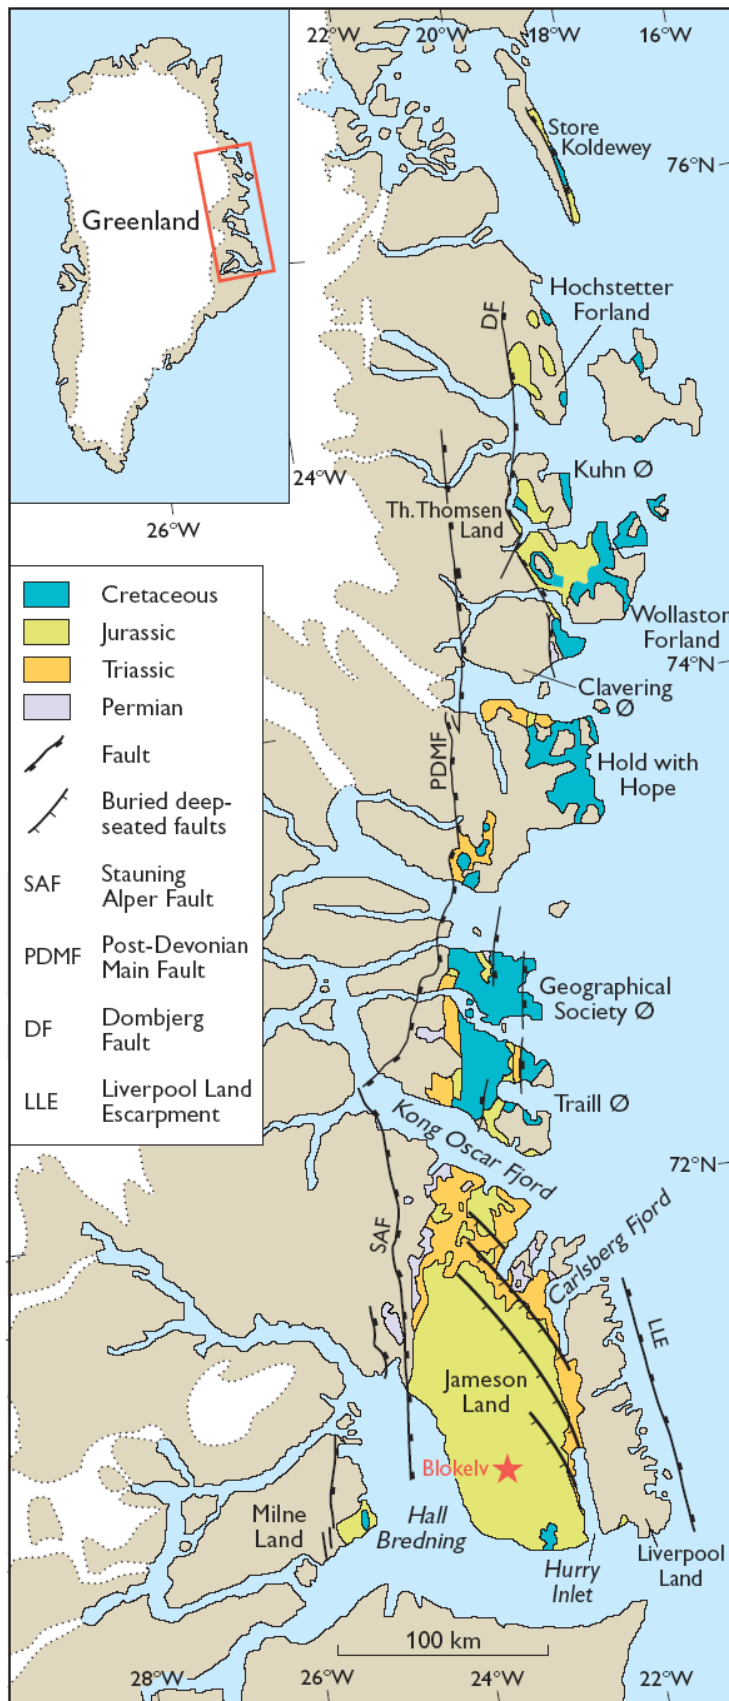 22°W
20°W
18°W
16°W
Store
Koldewey
76°N
Greenland
Hochstetter
Forland
DF
24°W
26°W
Kuhn Ø
Th. Thomsen
Land
Wollaston
Forland
74°N
Clavering
Ø
Cretaceous
Jurassic
Triassic
Permian
Fault
Buried deep-
seated faults
SAF
Stauning
Alper Fault
PDMF
Post-Devonian
Main Fault
DF
Dombjerg
Fault
LLE
Liverpool Land
Escarpment
PDMF
Hold with
Hope
Geographical
Society Ø
Traill Ø
Kong Oscar Fjord
72°N
SAF
Carlsberg Fjord
LLE
Jameson
Land
Blokelv
Milne
Land
Hall
Bredning
Hurry
Inlet
Liverpool
Land
100 km
28°W
26°W
24°W
22°W